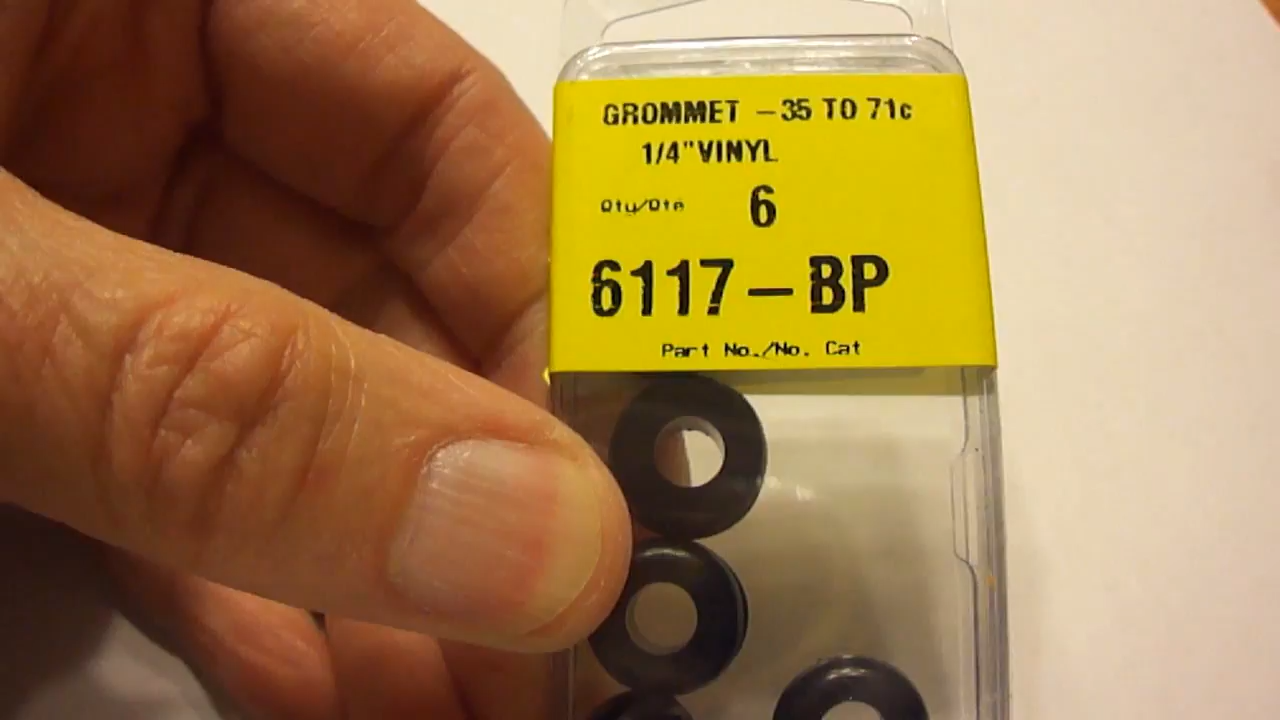 GROMMET -35 TO 71c
1/4" VINYL
Qty/Qte 6
6117-BP
Part No./No. Cat